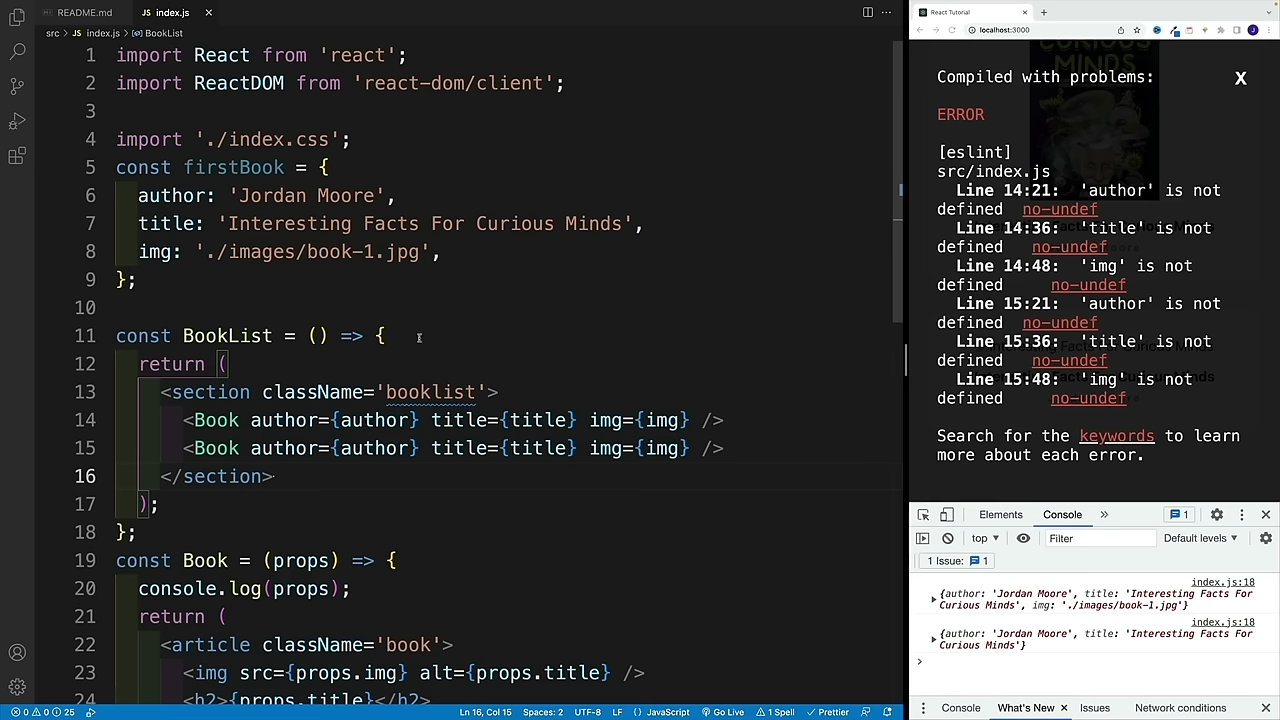 README.md
JS index.js ×
src > JS index.js > BookList
1 import React from 'react';
2 import ReactDOM from 'react-dom/client';
3
4 import './index.css';
5 const firstBook = {
6 author: 'Jordan Moore',
7 title: 'Interesting Facts For Curious Minds',
8 img: './images/book-1.jpg',
9 };
10
11 const BookList = () => {
12 return (
13 <section className='booklist'>
14 <Book author={author} title={title} img={img} />
15 <Book author={author} title={title} img={img} />
16 </section>
17 );
18 };
19 const Book = (props) => {
20 console.log(props);
21 return (
22 <article className='book'>
23 <img src={props.img} alt={props.title} />
24 <h2>{props.title}</h2>
0 0 25
Ln 16, Col 15 Spaces: 2 UTF-8 LF {} JavaScript Go Live 1 Spell Prettier
React Tutorial
localhost:3000
MINDS
Compiled with problems:
X
ERROR
[eslint]
src/index.js
Line 14:21: 'author' is not
defined no-undef
Line 14:36: 'title' is not
defined no-undef
Line 14:48: 'img' is not
defined no-undef
Line 15:21: 'author' is not
defined no-undef
Line 15:36: 'title' is not
defined no-undef
Line 15:48: 'img' is not
defined no-undef
Search for the keywords to learn
more about each error.
Elements Console » 1
top Filter Default levels
1 Issue: 1
index.js:18
{author: 'Jordan Moore', title: 'Interesting Facts For
Curious Minds', img: './images/book-1.jpg'}
index.js:18
{author: 'Jordan Moore', title: 'Interesting Facts For
Curious Minds'}
>
Console What's New × Issues Network conditions